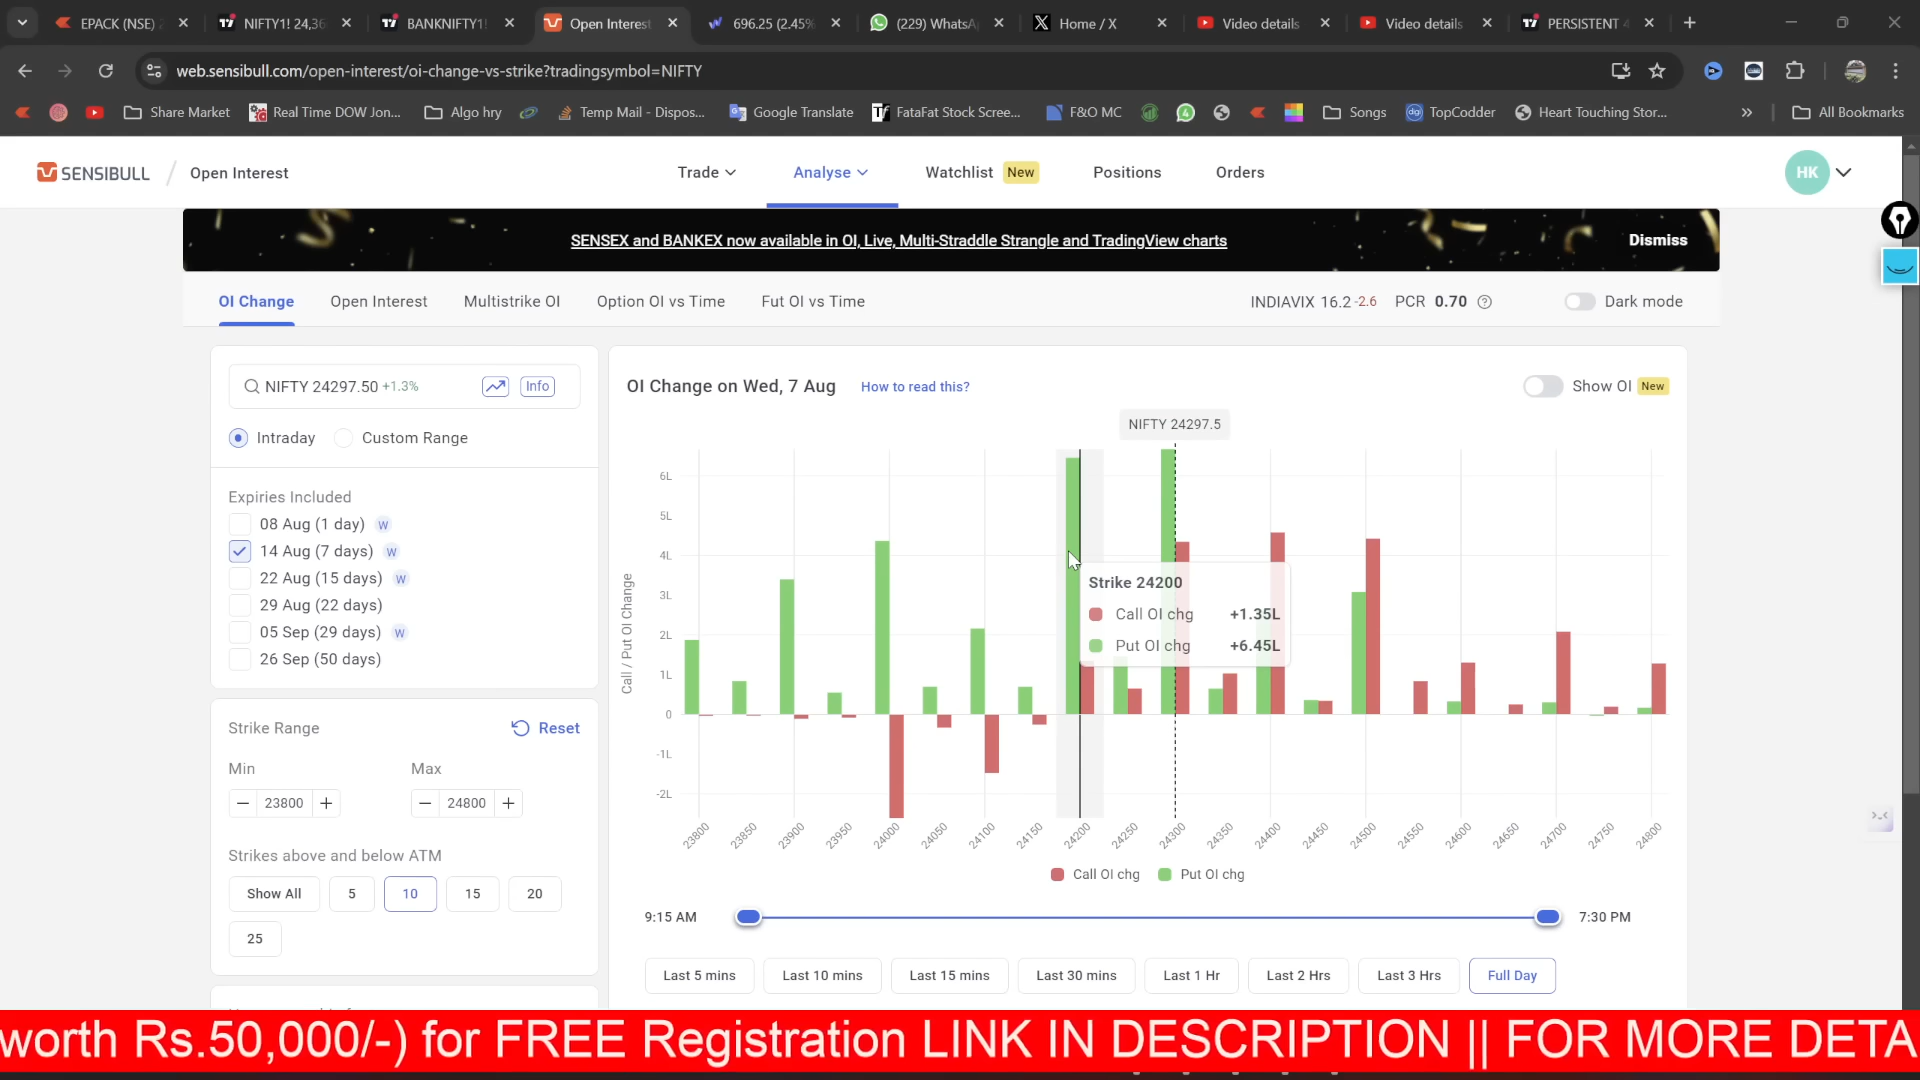 EPACK (NSE)
NIFTY1! 24,36
BANKNIFTY1!
Open Interest
696.25 (2.45%
(229) WhatsA
Home / X
Video details
Video details
PERSISTENT 4
web.sensibull.com/open-interest/oi-change-vs-strike?tradingsymbol=NIFTY
Share Market
Real Time DOW Jon...
Algo hry
Temp Mail - Dispos...
Google Translate
FataFat Stock Scree...
F&O MC
Songs
TopCodder
Heart Touching Stor...
»
All Bookmarks
SENSIBULL / Open Interest
Trade
Analyse
Watchlist New
Positions
Orders
HK
SENSEX and BANKEX now available in OI, Live, Multi-Straddle Strangle and TradingView charts
Dismiss
OI Change
Open Interest
Multistrike OI
Option OI vs Time
Fut OI vs Time
INDIAVIX 16.2 -2.6 PCR 0.70
Dark mode
NIFTY 24297.50 +1.3%
Info
Intraday
Custom Range
Expiries Included
08 Aug (1 day) W
14 Aug (7 days) W
22 Aug (15 days) W
29 Aug (22 days)
05 Sep (29 days) W
26 Sep (50 days)
Strike Range
Reset
Min
Max
− 23800 +
− 24800 +
Strikes above and below ATM
Show All
5
10
15
20
25
OI Change on Wed, 7 Aug
How to read this?
Show OI New
NIFTY 24297.5
Call / Put OI Change
6L
5L
4L
3L
2L
1L
0
-1L
-2L
Strike 24200
Call OI chg +1.35L
Put OI chg +6.45L
23800
23850
23900
23950
24000
24050
24100
24150
24200
24250
24300
24350
24400
24450
24500
24550
24600
24650
24700
24750
24800
Call OI chg
Put OI chg
9:15 AM
7:30 PM
Last 5 mins
Last 10 mins
Last 15 mins
Last 30 mins
Last 1 Hr
Last 2 Hrs
Last 3 Hrs
Full Day
worth Rs.50,000/-) for FREE Registration LINK IN DESCRIPTION || FOR MORE DETA